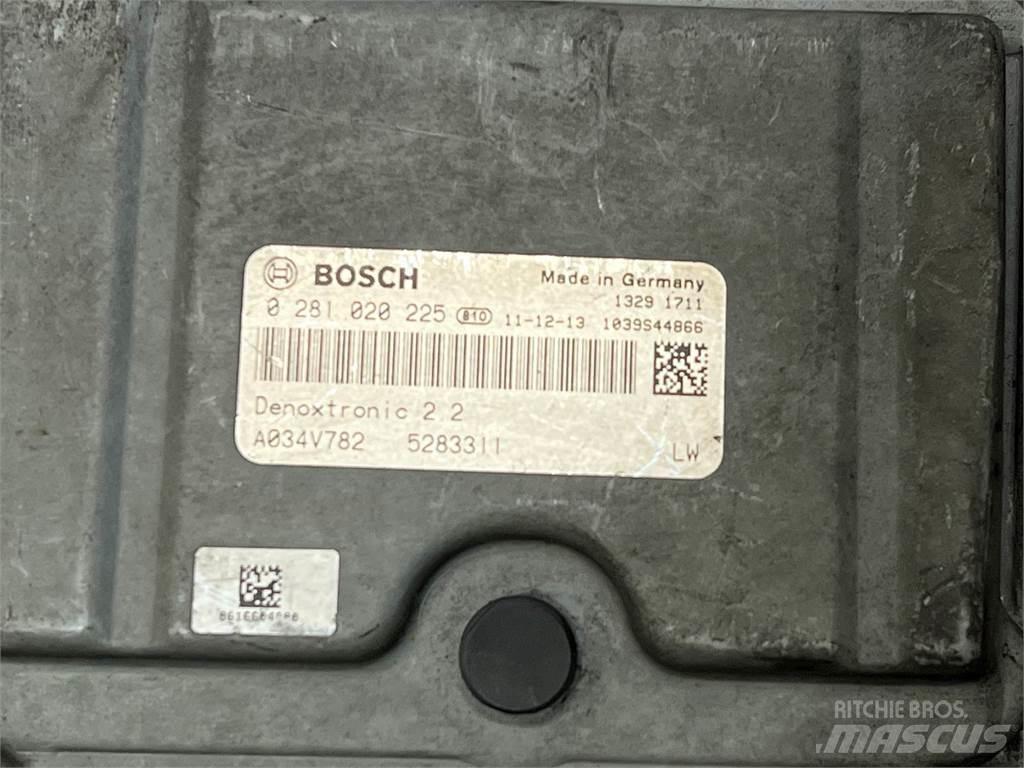 BOSCH
Made in Germany
1329 1711
0 281 020 225 810 11-12-13 1039S44866
Denoxtronic 2 2
A034V782 5283311
LW
RITCHIE BROS.
MASCUS